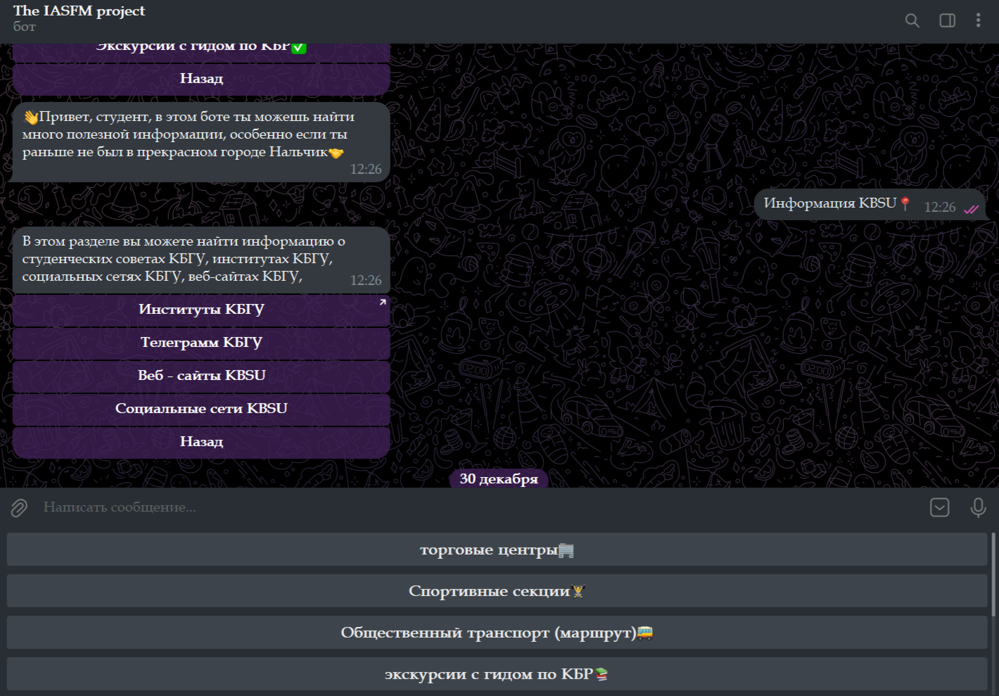 The IASFM project
бот
Экскурсии с гидом по КБР✅
Назад
👋Привет, студент, в этом боте ты можешь найти
много полезной информации, особенно если ты
раньше не был в прекрасном городе Нальчик🤝
12:26
Информация KBSU📍 12:26
В этом разделе вы можете найти информацию о
студенческих советах КБГУ, институтах КБГУ,
социальных сетях КБГУ, веб-сайтах КБГУ,
12:26
Институты КБГУ
Телеграмм КБГУ
Веб - сайты KBSU
Социальные сети KBSU
Назад
30 декабря
Написать сообщение...
торговые центры🏢
Спортивные секции🏋
Общественный транспорт (маршрут)🚌
экскурсии с гидом по КБР📚